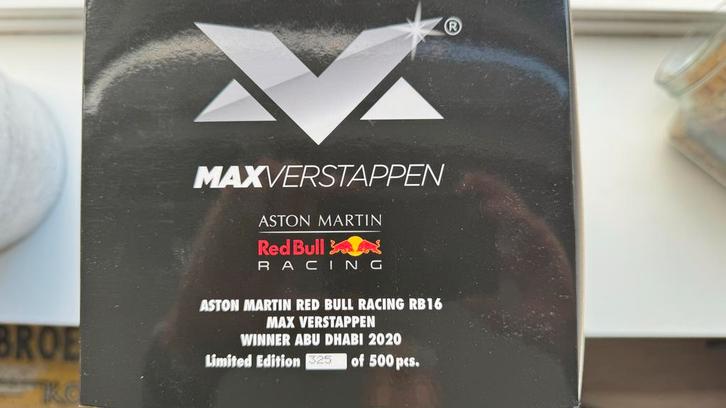 ®
MAXVERSTAPPEN
ASTON MARTIN
Red Bull
RACING
ASTON MARTIN RED BULL RACING RB16
MAX VERSTAPPEN
WINNER ABU DHABI 2020
Limited Edition 325 of 500 pcs.
BROE